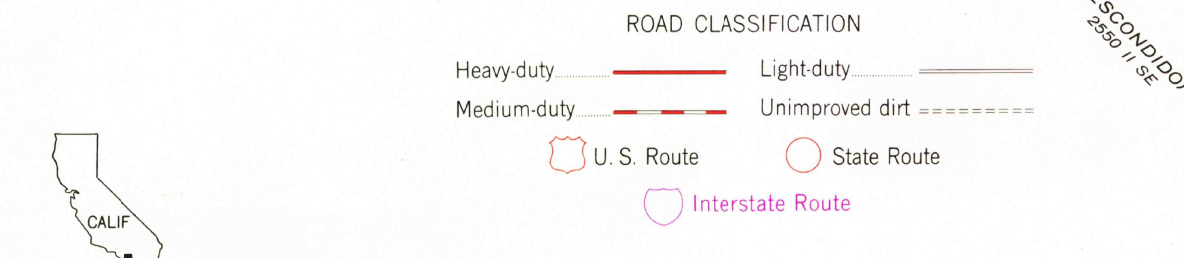 ROAD CLASSIFICATION
Heavy-duty
Light-duty
Medium-duty
Unimproved dirt
U. S. Route
State Route
Interstate Route
CALIF
2550 II SE